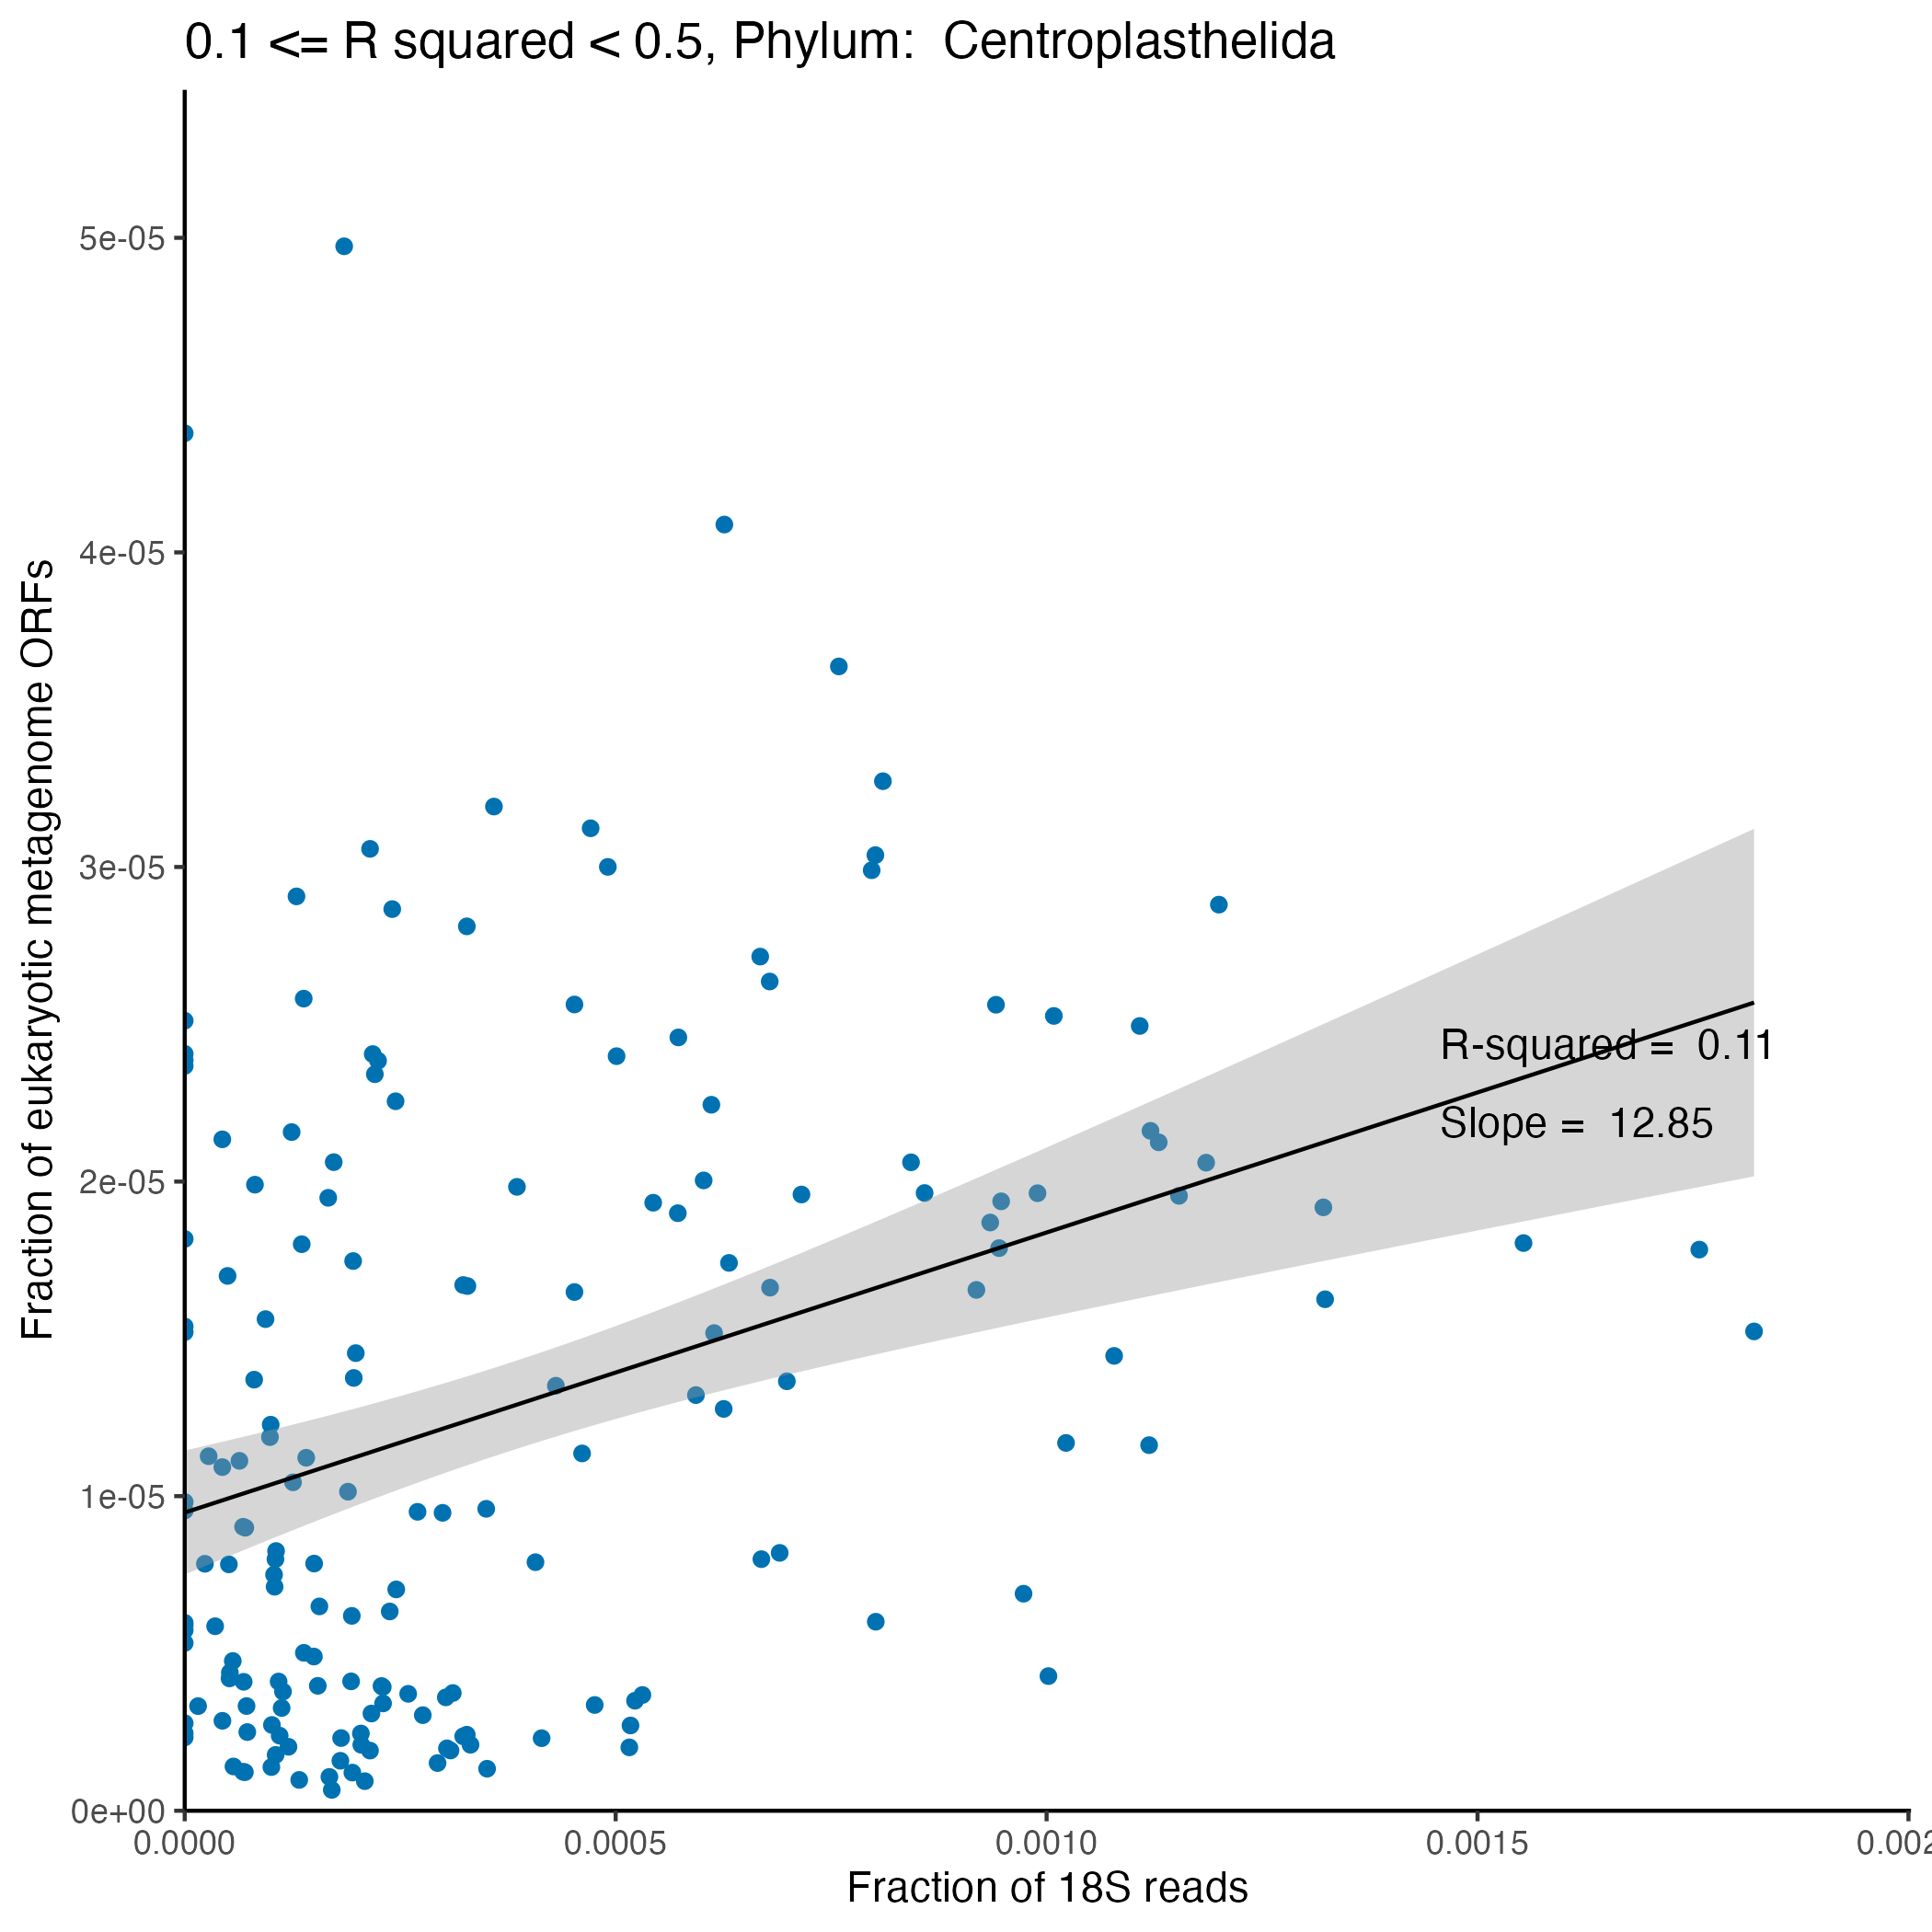 0.1 <= R squared < 0.5, Phylum: Centroplasthelida
Fraction of eukaryotic metagenome ORFs
5e-05
4e-05
3e-05
2e-05
1e-05
0e+00
R-squared = 0.11
Slope = 12.85
0.0000
0.0005
0.0010
0.0015
0.002
Fraction of 18S reads